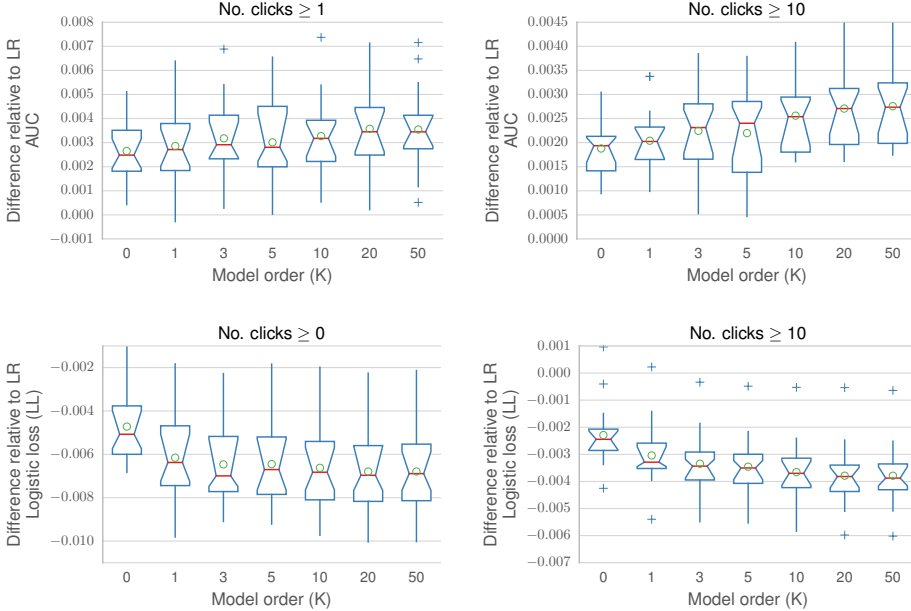 No. clicks ≥ 1
Difference relative to LR
AUC
0.008
0.007
0.006
0.005
0.004
0.003
0.002
0.001
0.000
−0.001
0 1 3 5 10 20 50
Model order (K)
No. clicks ≥ 10
Difference relative to LR
AUC
0.0045
0.0040
0.0035
0.0030
0.0025
0.0020
0.0015
0.0010
0.0005
0.0000
0 1 3 5 10 20 50
Model order (K)
No. clicks ≥ 0
Difference relative to LR
Logistic loss (LL)
−0.002
−0.004
−0.006
−0.008
−0.010
0 1 3 5 10 20 50
Model order (K)
No. clicks ≥ 10
Difference relative to LR
Logistic loss (LL)
0.001
0.000
−0.001
−0.002
−0.003
−0.004
−0.005
−0.006
−0.007
0 1 3 5 10 20 50
Model order (K)